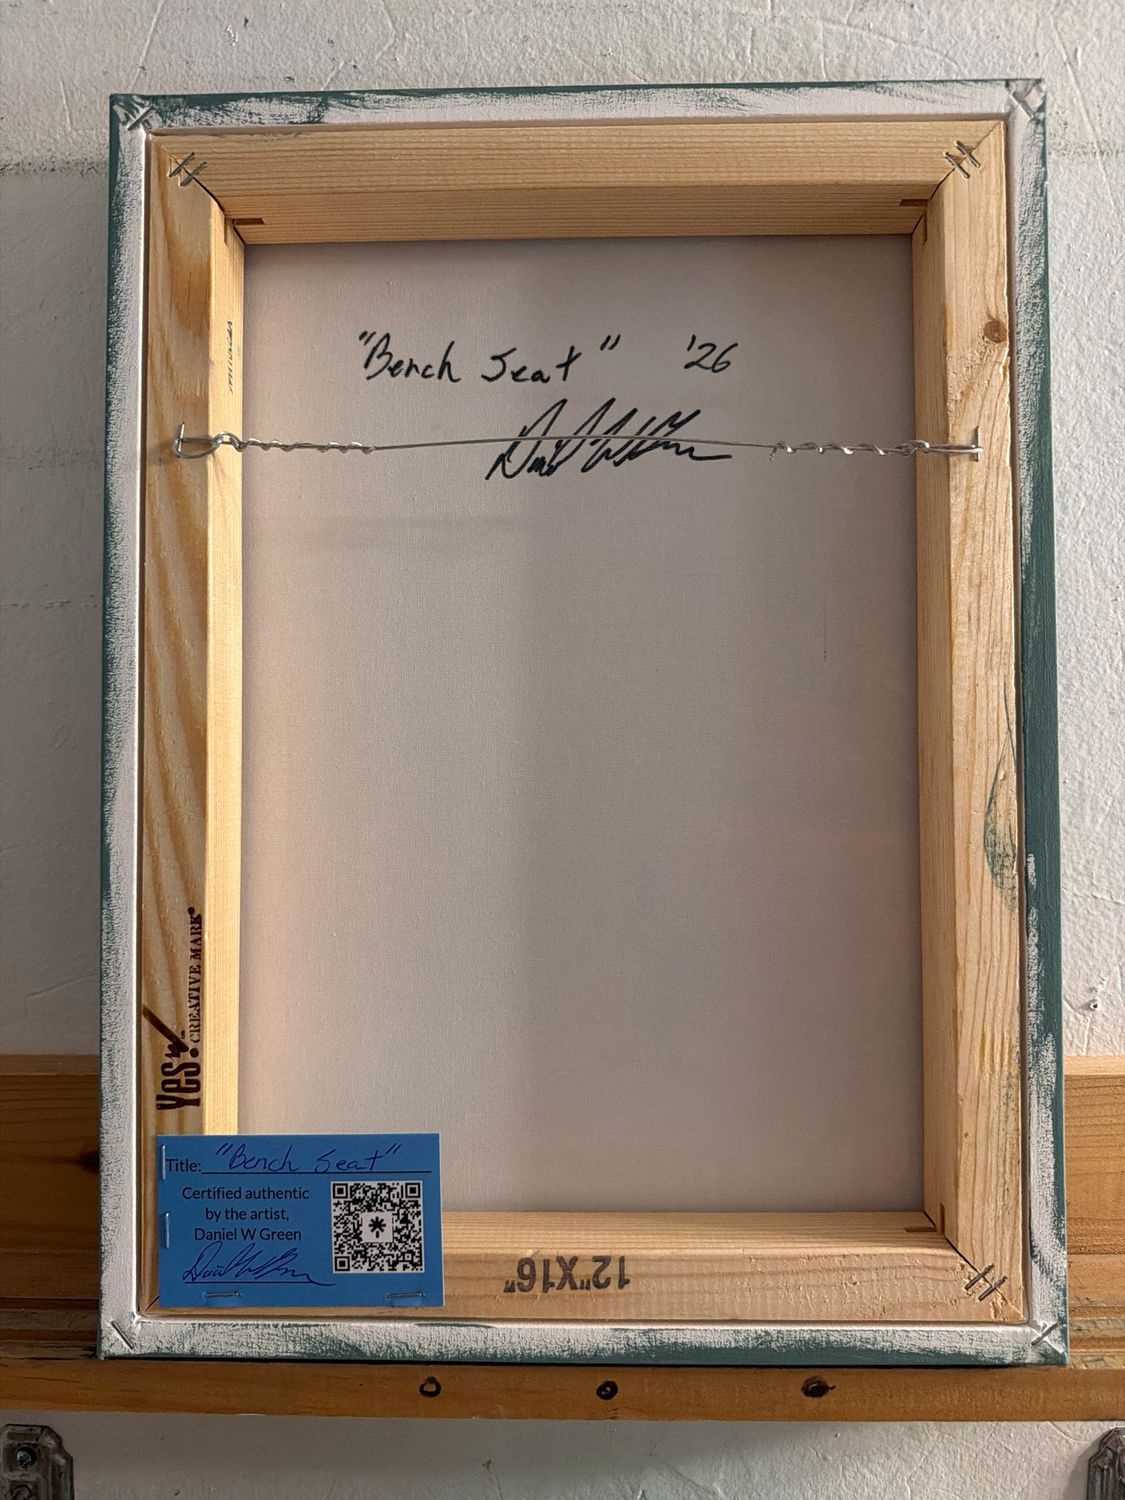 "Bench Seat" '26
Yes!
CREATIVE MARK®
Title: "Bench Seat"
Certified authentic
by the artist,
Daniel W Green
12"X16"